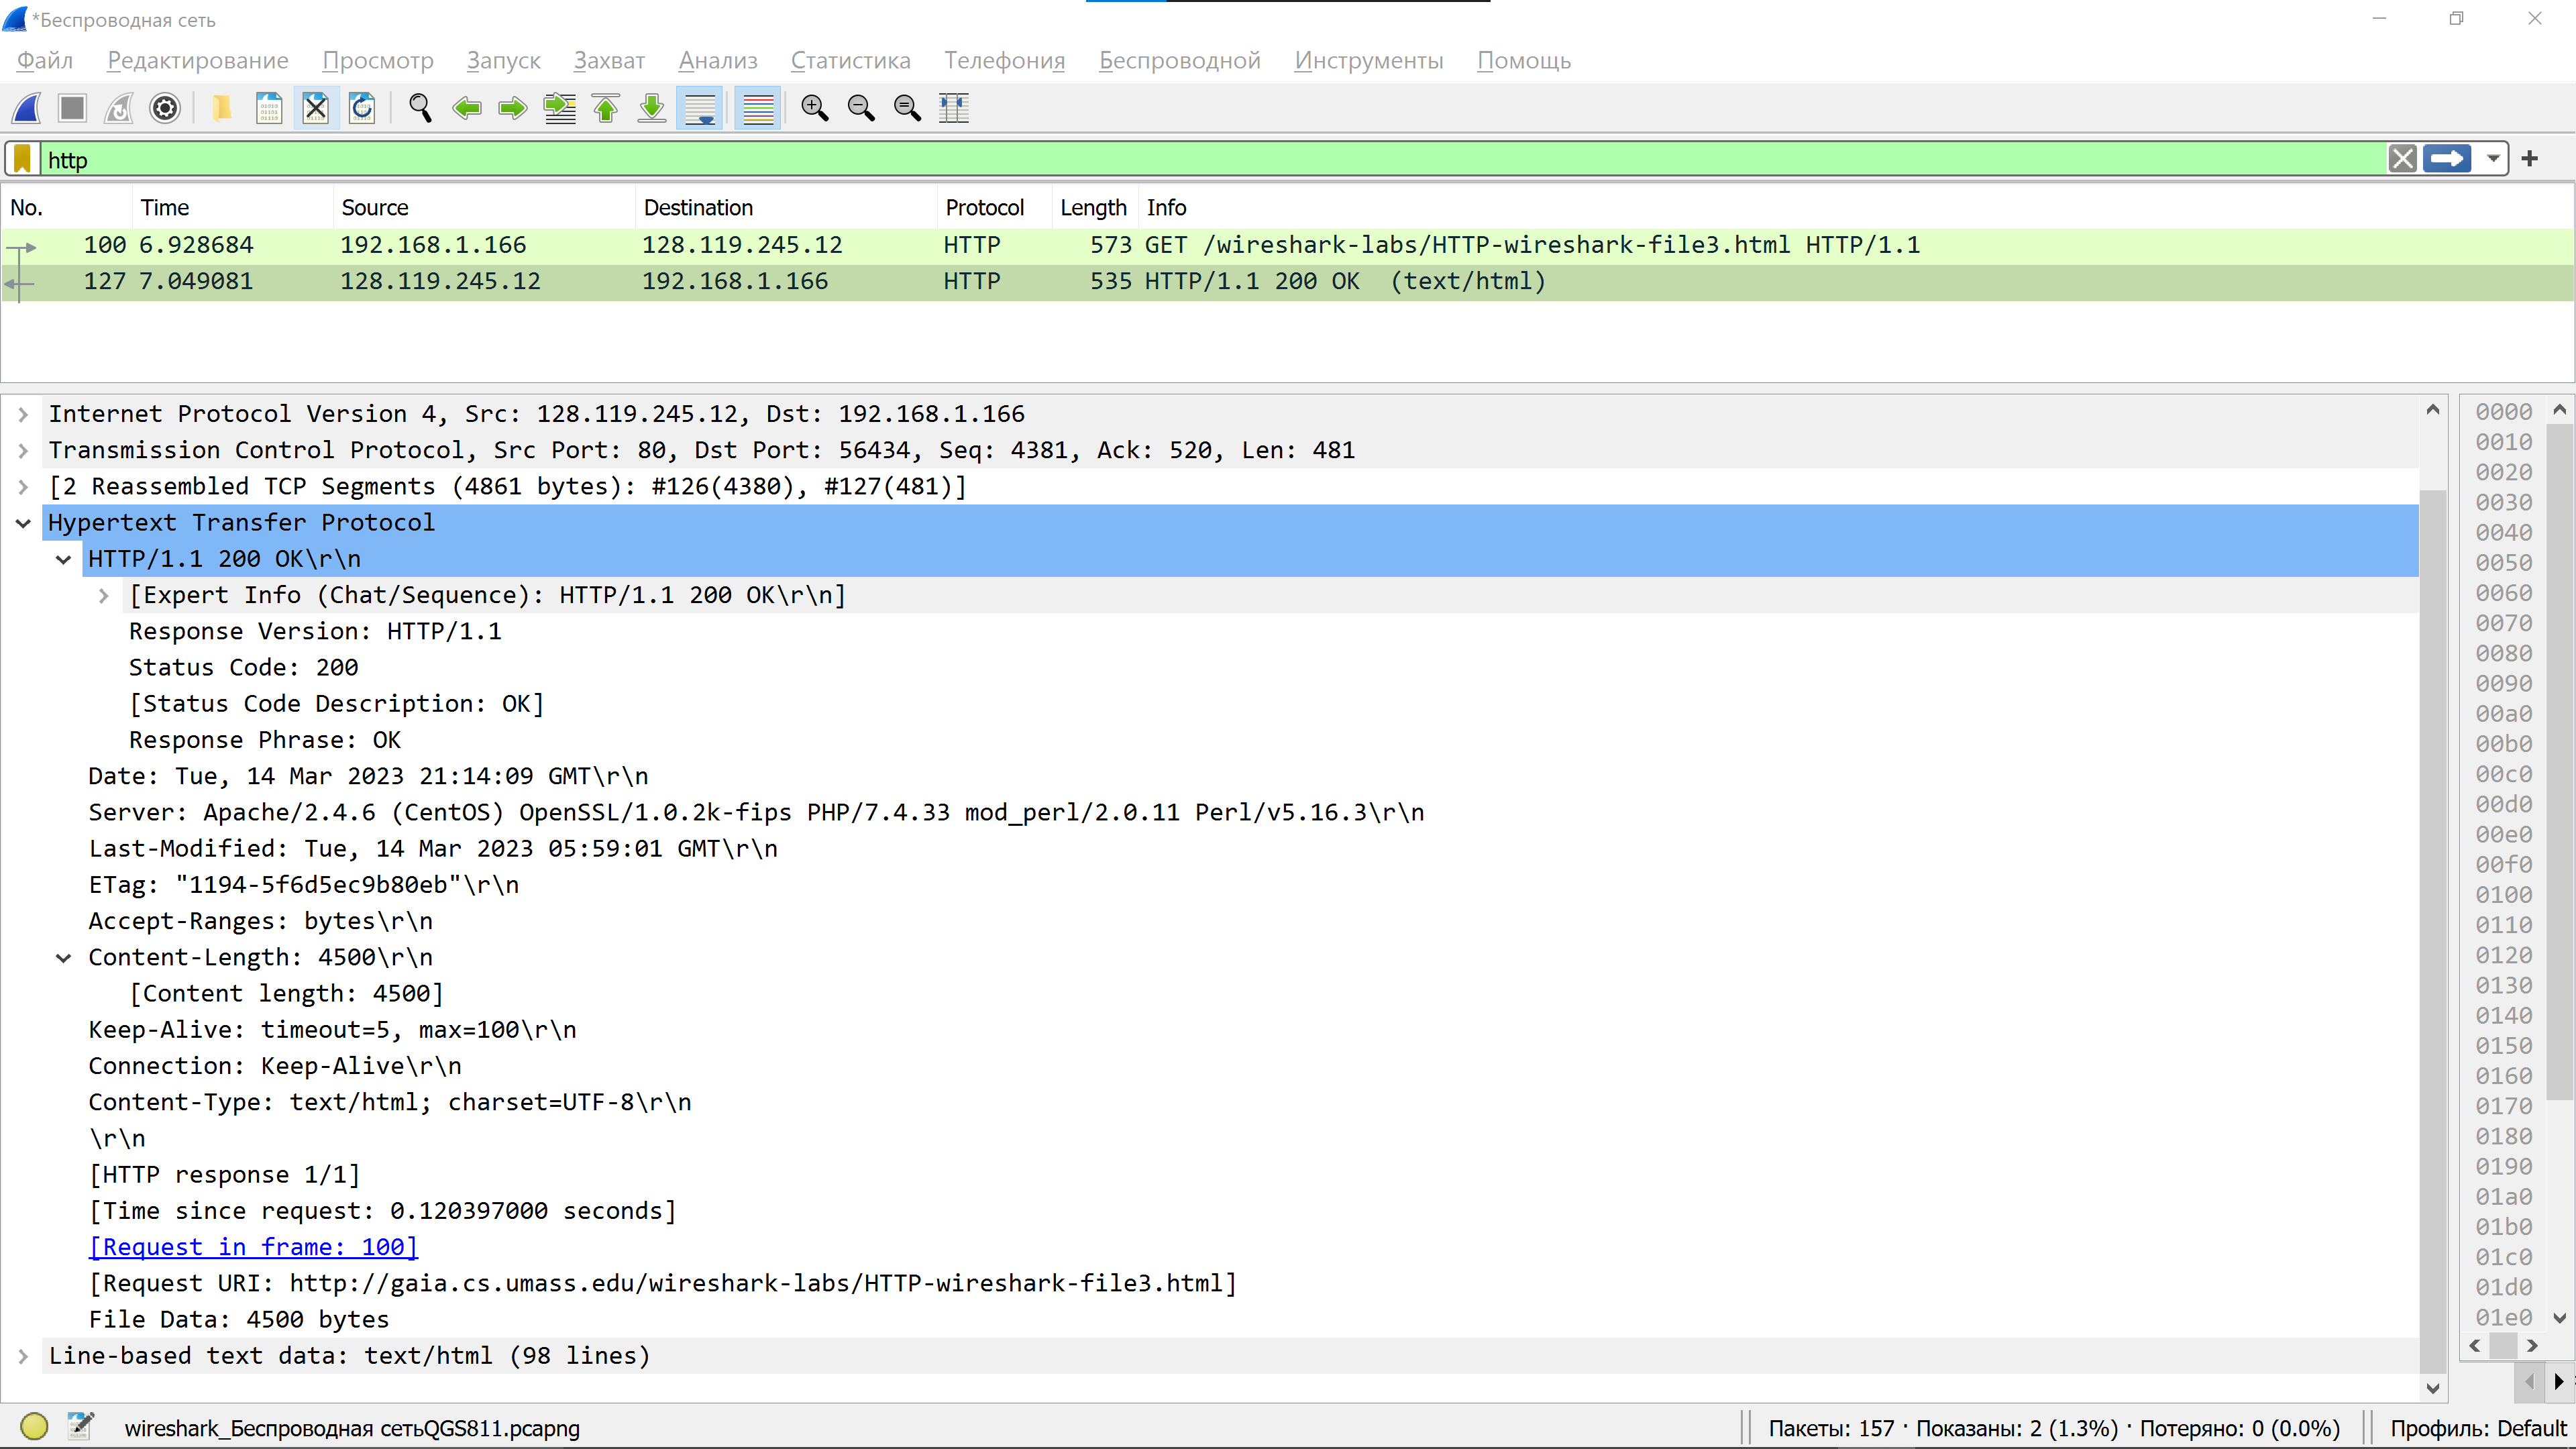 *Беспроводная сеть
Файл Редактирование Просмотр Запуск Захват Анализ Статистика Телефония Беспроводной Инструменты Помощь
http
No. Time Source Destination Protocol Length Info
100 6.928684 192.168.1.166 128.119.245.12 HTTP 573 GET /wireshark-labs/HTTP-wireshark-file3.html HTTP/1.1
127 7.049081 128.119.245.12 192.168.1.166 HTTP 535 HTTP/1.1 200 OK (text/html)
Internet Protocol Version 4, Src: 128.119.245.12, Dst: 192.168.1.166
Transmission Control Protocol, Src Port: 80, Dst Port: 56434, Seq: 4381, Ack: 520, Len: 481
[2 Reassembled TCP Segments (4861 bytes): #126(4380), #127(481)]
Hypertext Transfer Protocol
HTTP/1.1 200 OK\r\n
[Expert Info (Chat/Sequence): HTTP/1.1 200 OK\r\n]
Response Version: HTTP/1.1
Status Code: 200
[Status Code Description: OK]
Response Phrase: OK
Date: Tue, 14 Mar 2023 21:14:09 GMT\r\n
Server: Apache/2.4.6 (CentOS) OpenSSL/1.0.2k-fips PHP/7.4.33 mod_perl/2.0.11 Perl/v5.16.3\r\n
Last-Modified: Tue, 14 Mar 2023 05:59:01 GMT\r\n
ETag: "1194-5f6d5ec9b80eb"\r\n
Accept-Ranges: bytes\r\n
Content-Length: 4500\r\n
[Content length: 4500]
Keep-Alive: timeout=5, max=100\r\n
Connection: Keep-Alive\r\n
Content-Type: text/html; charset=UTF-8\r\n
\r\n
[HTTP response 1/1]
[Time since request: 0.120397000 seconds]
[Request in frame: 100]
[Request URI: http://gaia.cs.umass.edu/wireshark-labs/HTTP-wireshark-file3.html]
File Data: 4500 bytes
Line-based text data: text/html (98 lines)
0000
0010
0020
0030
0040
0050
0060
0070
0080
0090
00a0
00b0
00c0
00d0
00e0
00f0
0100
0110
0120
0130
0140
0150
0160
0170
0180
0190
01a0
01b0
01c0
01d0
01e0
wireshark_Беспроводная сетьQGS811.pcapng
Пакеты: 157 · Показаны: 2 (1.3%) · Потеряно: 0 (0.0%)
Профиль: Default